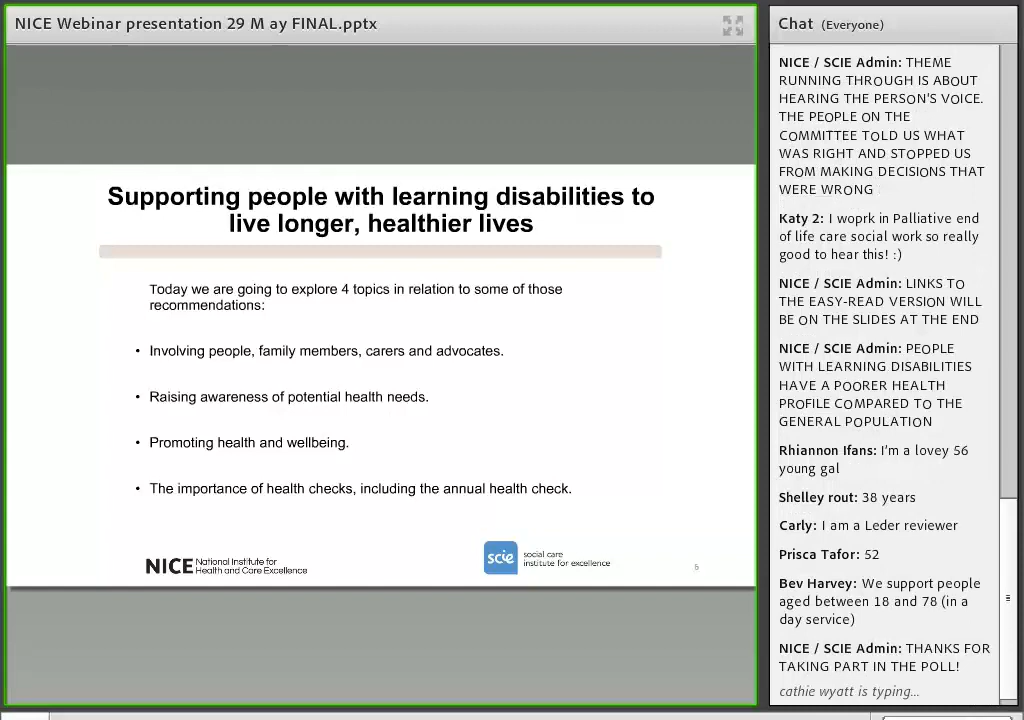 NICE Webinar presentation 29 M ay FINAL.pptx
Supporting people with learning disabilities to
live longer, healthier lives
Today we are going to explore 4 topics in relation to some of those
recommendations:
• Involving people, family members, carers and advocates.
• Raising awareness of potential health needs.
• Promoting health and wellbeing.
• The importance of health checks, including the annual health check.
NICE National Institute for
Health and Care Excellence
scie social care
institute for excellence
6
Chat (Everyone)
NICE / SCIE Admin: THEME
RUNNING THROUGH IS ABOUT
HEARING THE PERSON'S VOICE.
THE PEOPLE ON THE
COMMITTEE TOLD US WHAT
WAS RIGHT AND STOPPED US
FROM MAKING DECISIONS THAT
WERE WRONG
Katy 2: I woprk in Palliative end
of life care social work so really
good to hear this! :)
NICE / SCIE Admin: LINKS TO
THE EASY-READ VERSION WILL
BE ON THE SLIDES AT THE END
NICE / SCIE Admin: PEOPLE
WITH LEARNING DISABILITIES
HAVE A POORER HEALTH
PROFILE COMPARED TO THE
GENERAL POPULATION
Rhiannon Ifans: I'm a lovey 56
young gal
Shelley rout: 38 years
Carly: I am a Leder reviewer
Prisca Tafor: 52
Bev Harvey: We support people
aged between 18 and 78 (in a
day service)
NICE / SCIE Admin: THANKS FOR
TAKING PART IN THE POLL!
cathie wyatt is typing...